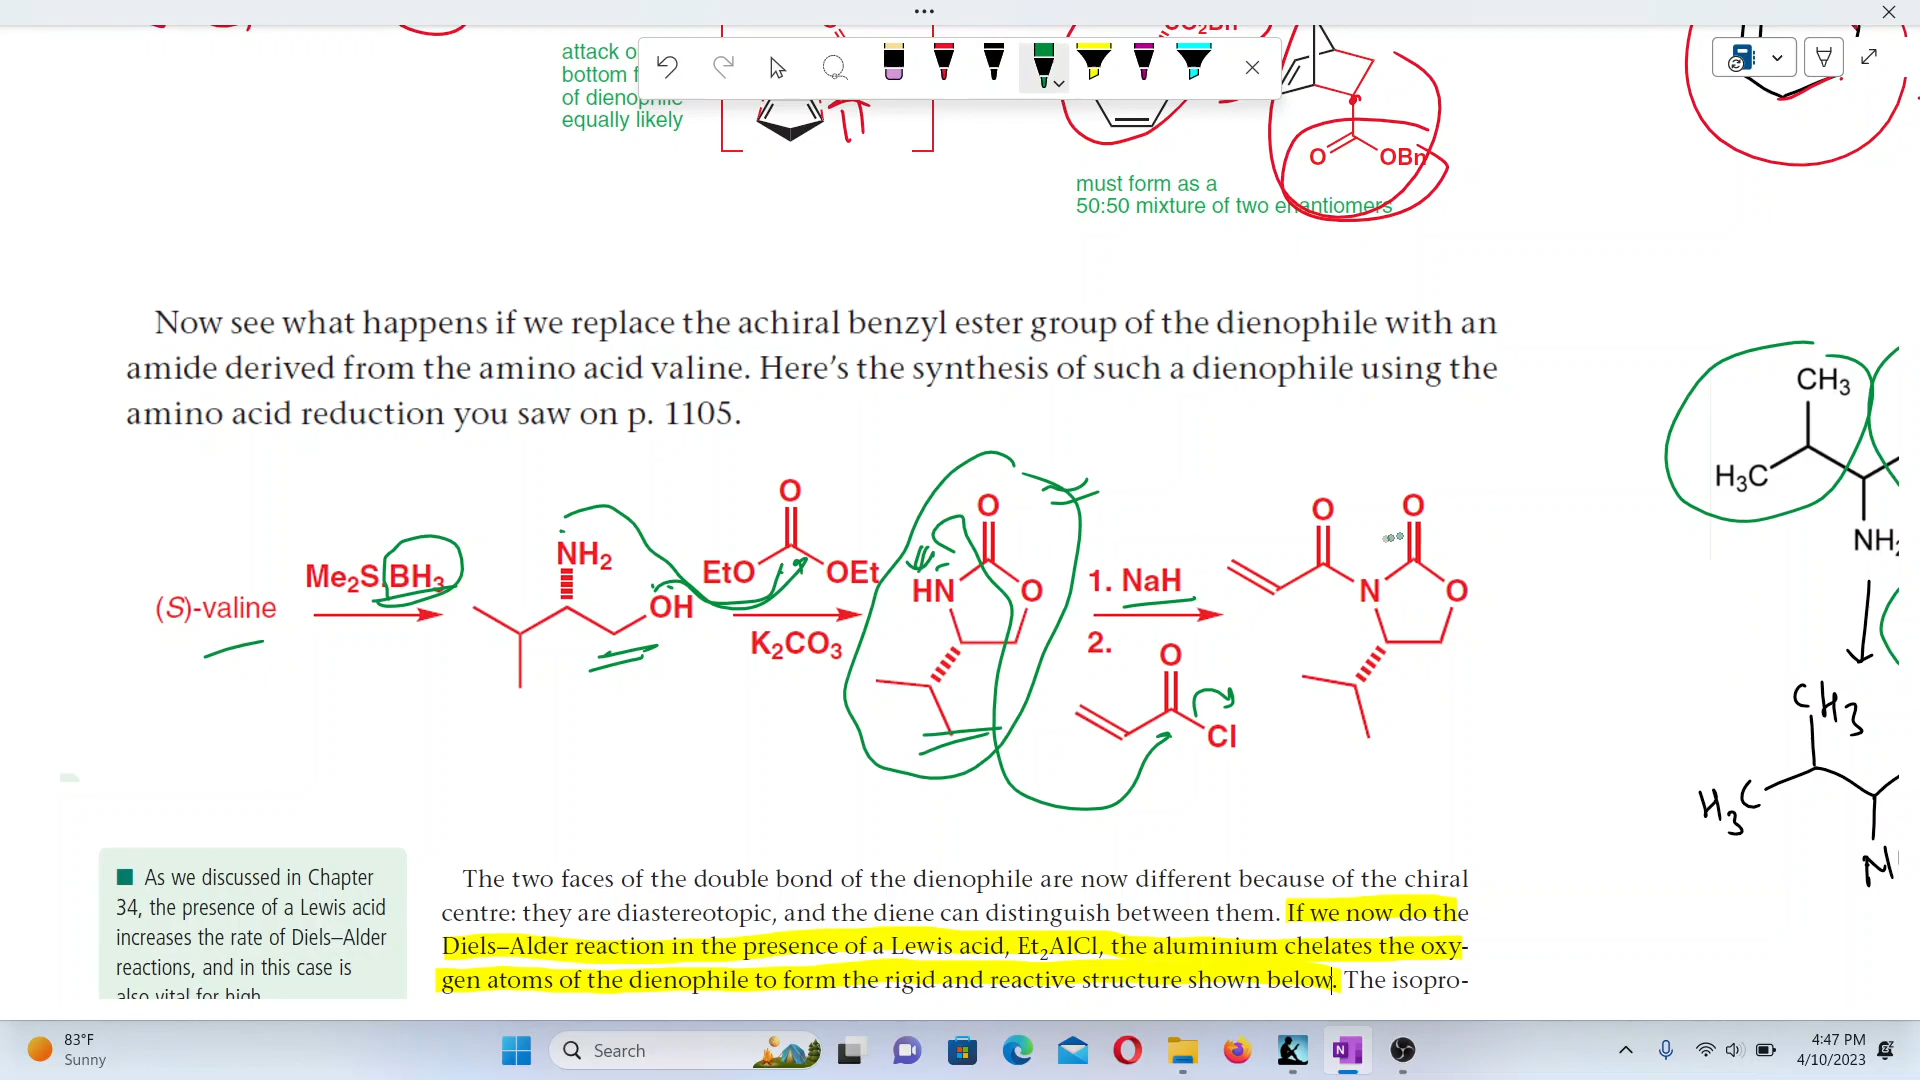 attack o
bottom f
of dienophile
equally likely
CO2Bn
O
OBn
must form as a
50:50 mixture of two enantiomers
Now see what happens if we replace the achiral benzyl ester group of the dienophile with an
amide derived from the amino acid valine. Here's the synthesis of such a dienophile using the
amino acid reduction you saw on p. 1105.
(S)-valine
Me2S.BH3
NH2
OH
O
EtO
OEt
K2CO3
O
HN
O
1. NaH
2.
O
Cl
O
O
N
O
CH3
H3C
NH2
CH3
H3C
N
■ As we discussed in Chapter
34, the presence of a Lewis acid
increases the rate of Diels–Alder
reactions, and in this case is
also vital for high
The two faces of the double bond of the dienophile are now different because of the chiral
centre: they are diastereotopic, and the diene can distinguish between them. If we now do the
Diels–Alder reaction in the presence of a Lewis acid, Et2AlCl, the aluminium chelates the oxy-
gen atoms of the dienophile to form the rigid and reactive structure shown below. The isopro-
83°F
Sunny
Search
4:47 PM
4/10/2023